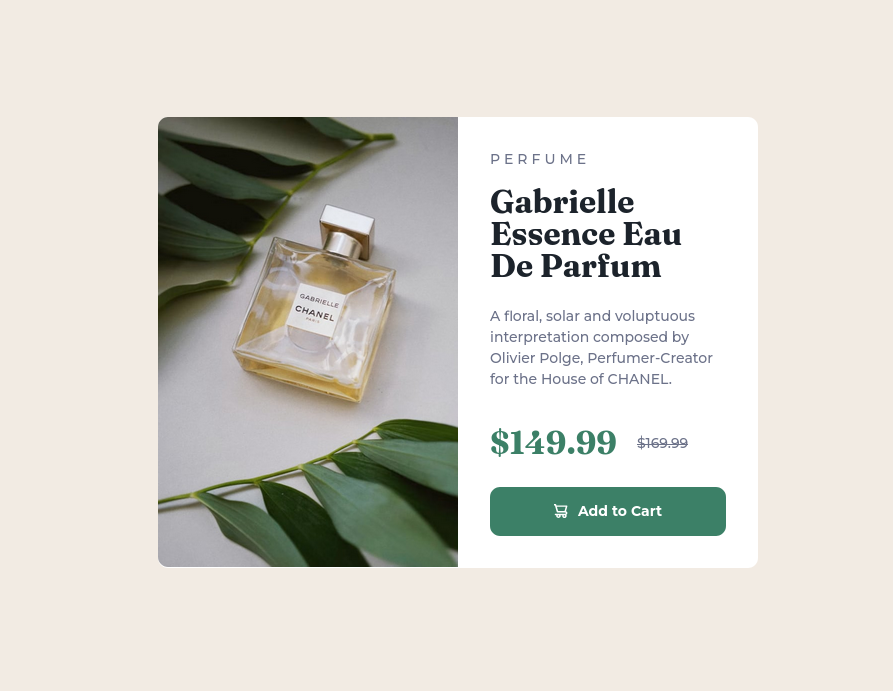 GABRIELLE
CHANEL
PARIS
PERFUME
Gabrielle
Essence Eau
De Parfum
A floral, solar and voluptuous
interpretation composed by
Olivier Polge, Perfumer-Creator
for the House of CHANEL.
$149.99 $169.99
Add to Cart